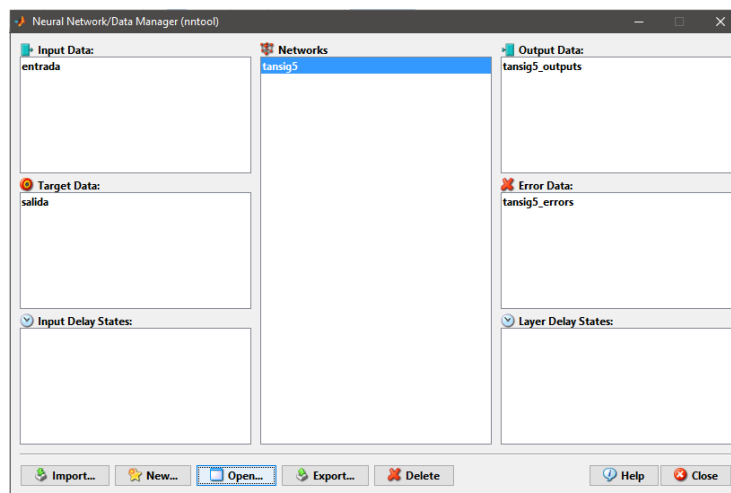 Neural Network/Data Manager (nntool)
Input Data:
entrada
Networks
tansig5
Output Data:
tansig5_outputs
Target Data:
salida
Error Data:
tansig5_errors
Input Delay States:
Layer Delay States:
Import...
New...
Open...
Export...
Delete
Help
Close